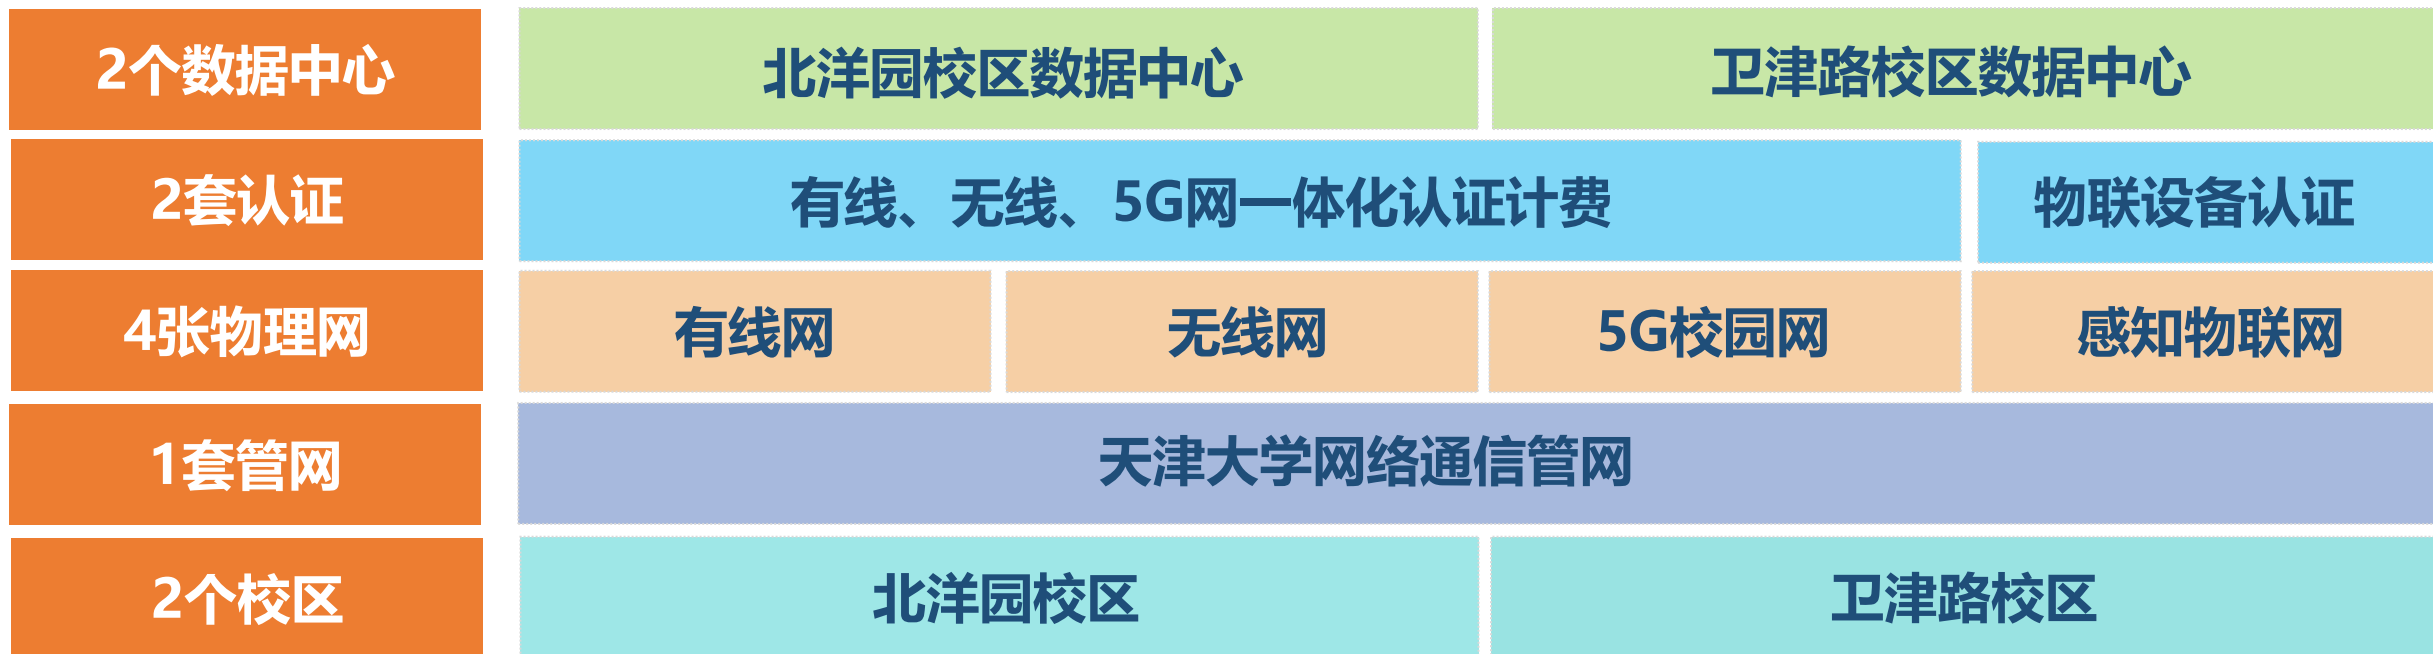 2个数据中心 北洋园校区数据中心 卫津路校区数据中心
2套认证 有线、无线、5G网一体化认证计费 物联设备认证
4张物理网 有线网 无线网 5G校园网 感知物联网
1套管网 天津大学网络通信管网
2个校区 北洋园校区 卫津路校区